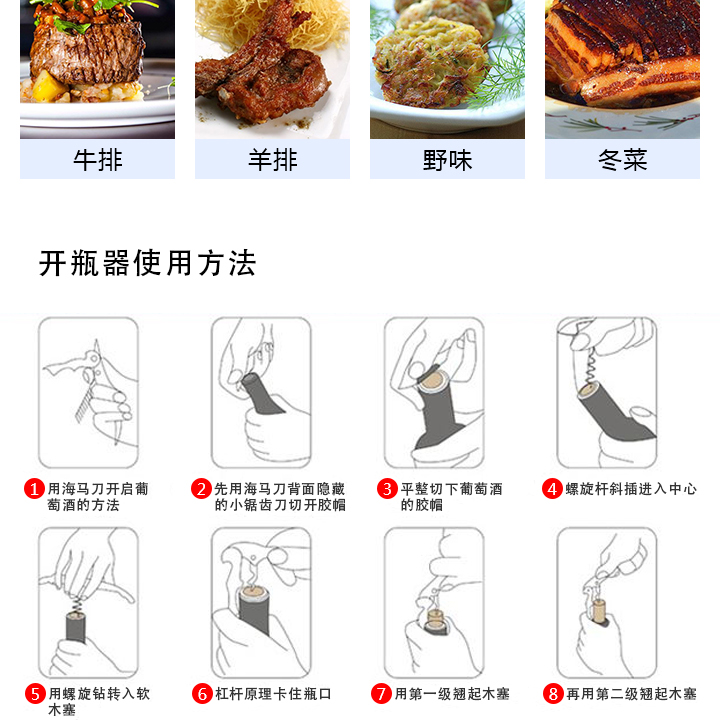 牛排
羊排
野味
冬菜
开瓶器使用方法
1 用海马刀开启葡
萄酒的方法
2 先用海马刀背面隐藏
的小锯齿刀切开胶帽
3 平整切下葡萄酒
的胶帽
4 螺旋杆斜插进入中心
5 用螺旋钻转入软
木塞
6 杠杆原理卡住瓶口
7 用第一级翘起木塞
8 再用第二级翘起木塞